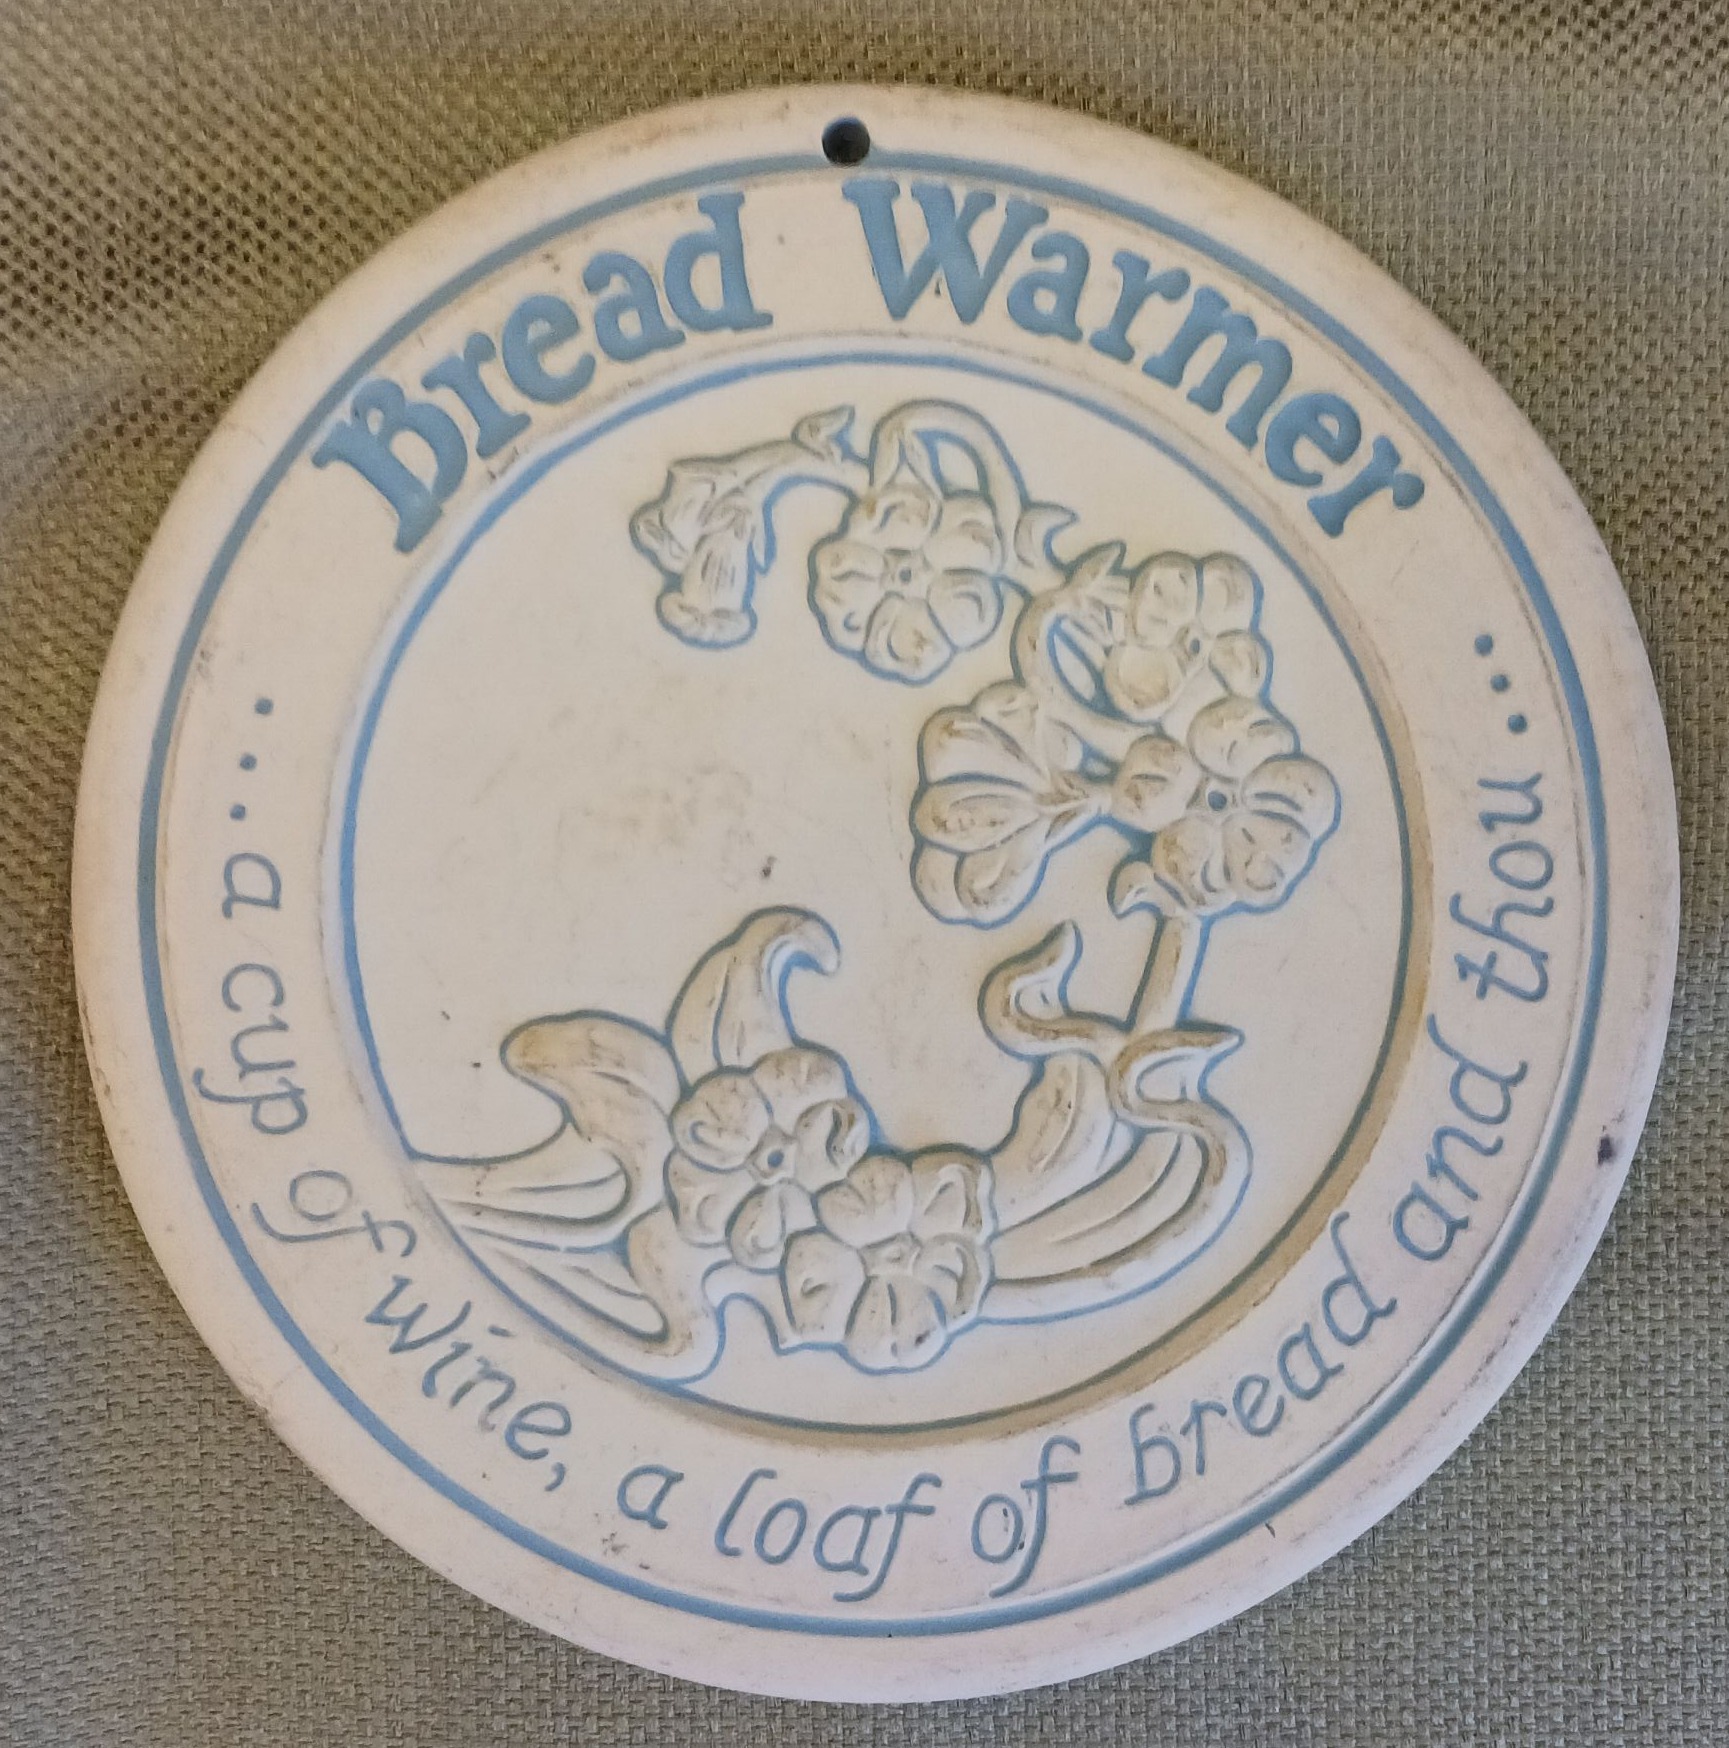 Bread Warmer
...a cup of wine, a loaf of bread and thou...